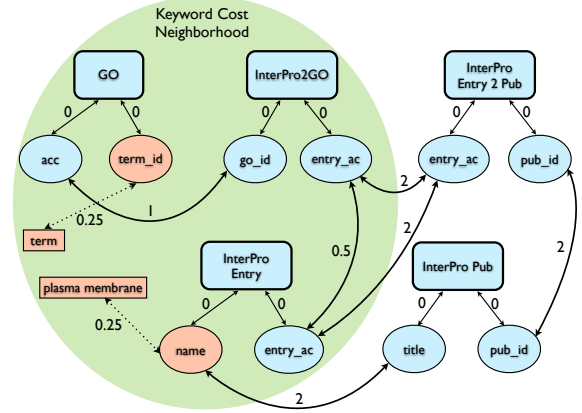 Keyword Cost
Neighborhood
GO
InterPro2GO
InterPro
Entry 2 Pub
0
0
0
0
0
0
acc
term_id
go_id
entry_ac
entry_ac
pub_id
2
0.25
1
term
0.5
2
2
InterPro
Entry
InterPro Pub
plasma membrane
0
0
0
0
0.25
name
entry_ac
title
pub_id
2